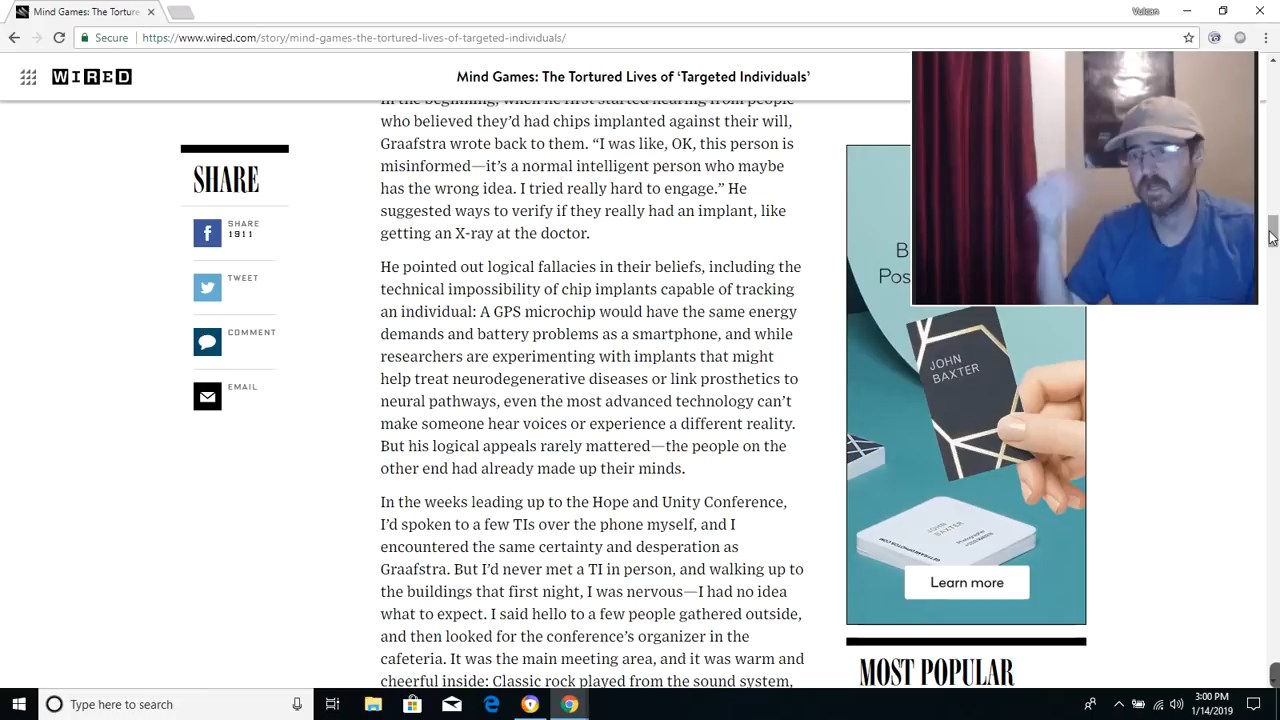 Mind Games: The Torture
Vulcan
Secure
https://www.wired.com/story/mind-games-the-tortured-lives-of-targeted-individuals/
WIRED
Mind Games: The Tortured Lives of ‘Targeted Individuals’
SHARE
SHARE
1911
TWEET
COMMENT
EMAIL
In the beginning, when he first started hearing from people
who believed they’d had chips implanted against their will,
Graafstra wrote back to them. “I was like, OK, this person is
misinformed—it’s a normal intelligent person who maybe
has the wrong idea. I tried really hard to engage.” He
suggested ways to verify if they really had an implant, like
getting an X-ray at the doctor.
He pointed out logical fallacies in their beliefs, including the
technical impossibility of chip implants capable of tracking
an individual: A GPS microchip would have the same energy
demands and battery problems as a smartphone, and while
researchers are experimenting with implants that might
help treat neurodegenerative diseases or link prosthetics to
neural pathways, even the most advanced technology can’t
make someone hear voices or experience a different reality.
But his logical appeals rarely mattered—the people on the
other end had already made up their minds.
In the weeks leading up to the Hope and Unity Conference,
I’d spoken to a few TIs over the phone myself, and I
encountered the same certainty and desperation as
Graafstra. But I’d never met a TI in person, and walking up to
the buildings that first night, I was nervous—I had no idea
what to expect. I said hello to a few people gathered outside,
and then looked for the conference’s organizer in the
cafeteria. It was the main meeting area, and it was warm and
cheerful inside: Classic rock played from the sound system,
B
Pos
JOHN
BAXTER
JOHN
BAXTER
Learn more
MOST POPULAR
Type here to search
3:00 PM
1/14/2019